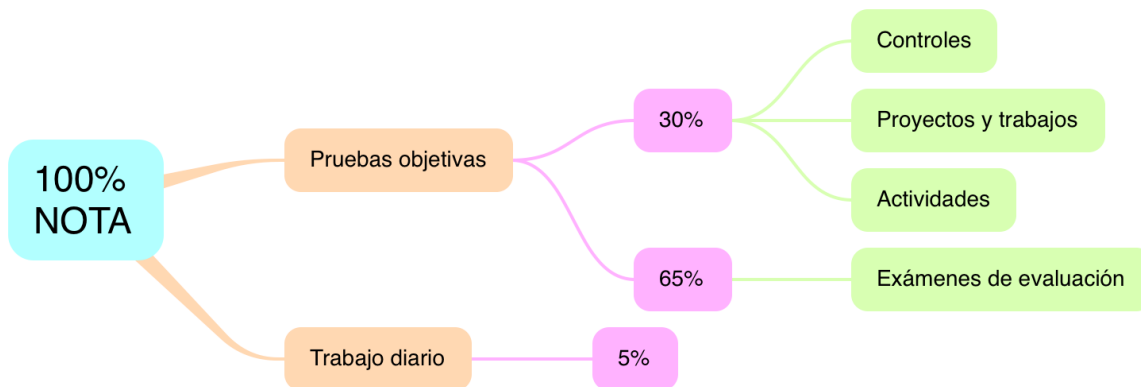 100%
NOTA
Pruebas objetivas
30%
Controles
Proyectos y trabajos
Actividades
65%
Exámenes de evaluación
Trabajo diario
5%